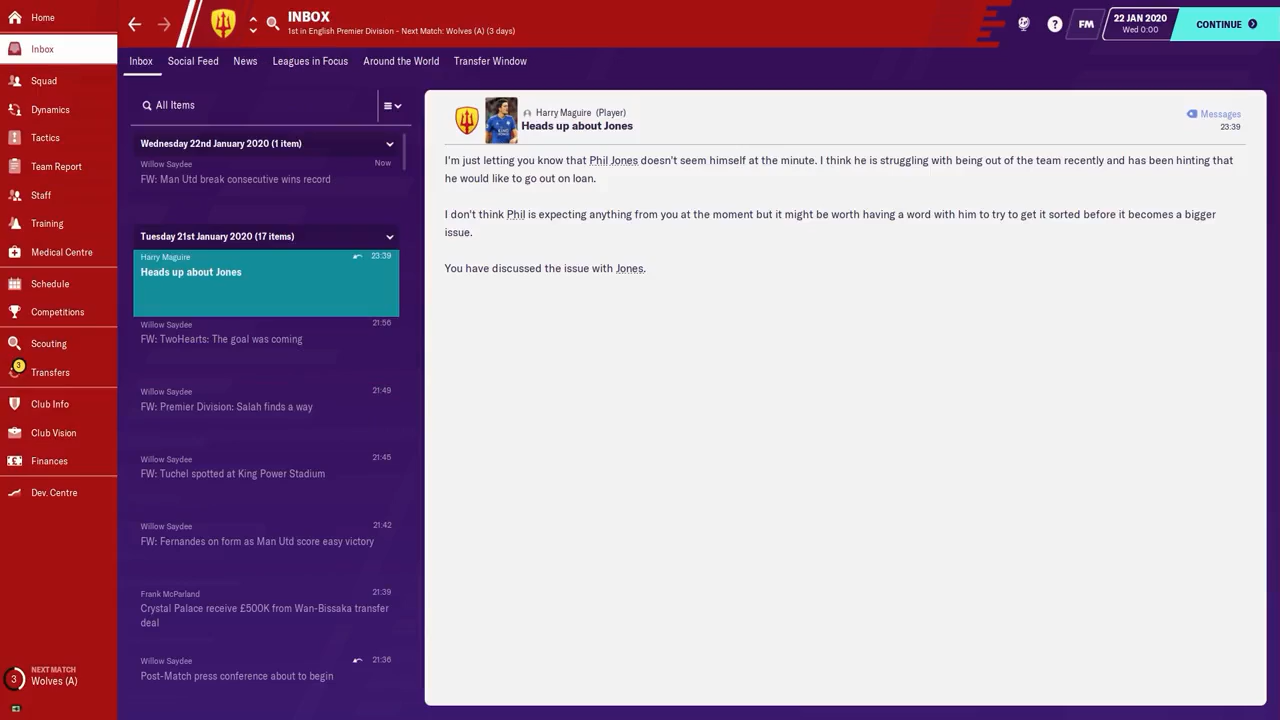 Home
Inbox
Squad
Dynamics
Tactics
Team Report
Staff
Training
Medical Centre
Schedule
Competitions
Scouting
3
Transfers
Club Info
Club Vision
Finances
Dev. Centre
NEXT MATCH
3
Wolves (A)
INBOX
1st in English Premier Division - Next Match: Wolves (A) (3 days)
?
FM
22 JAN 2020
Wed 0:00
CONTINUE
Inbox Social Feed News Leagues in Focus Around the World Transfer Window
All Items
Wednesday 22nd January 2020 (1 item)
Willow Saydee Now
FW: Man Utd break consecutive wins record
Tuesday 21st January 2020 (17 items)
Harry Maguire 23:39
Heads up about Jones
Willow Saydee 21:56
FW: TwoHearts: The goal was coming
Willow Saydee 21:49
FW: Premier Division: Salah finds a way
Willow Saydee 21:45
FW: Tuchel spotted at King Power Stadium
Willow Saydee 21:42
FW: Fernandes on form as Man Utd score easy victory
Frank McParland 21:39
Crystal Palace receive £500K from Wan-Bissaka transfer
deal
Willow Saydee 21:36
Post-Match press conference about to begin
Harry Maguire (Player)
Heads up about Jones
Messages
23:39
I'm just letting you know that Phil Jones doesn't seem himself at the minute. I think he is struggling with being out of the team recently and has been hinting that
he would like to go out on loan.
I don't think Phil is expecting anything from you at the moment but it might be worth having a word with him to try to get it sorted before it becomes a bigger
issue.
You have discussed the issue with Jones.